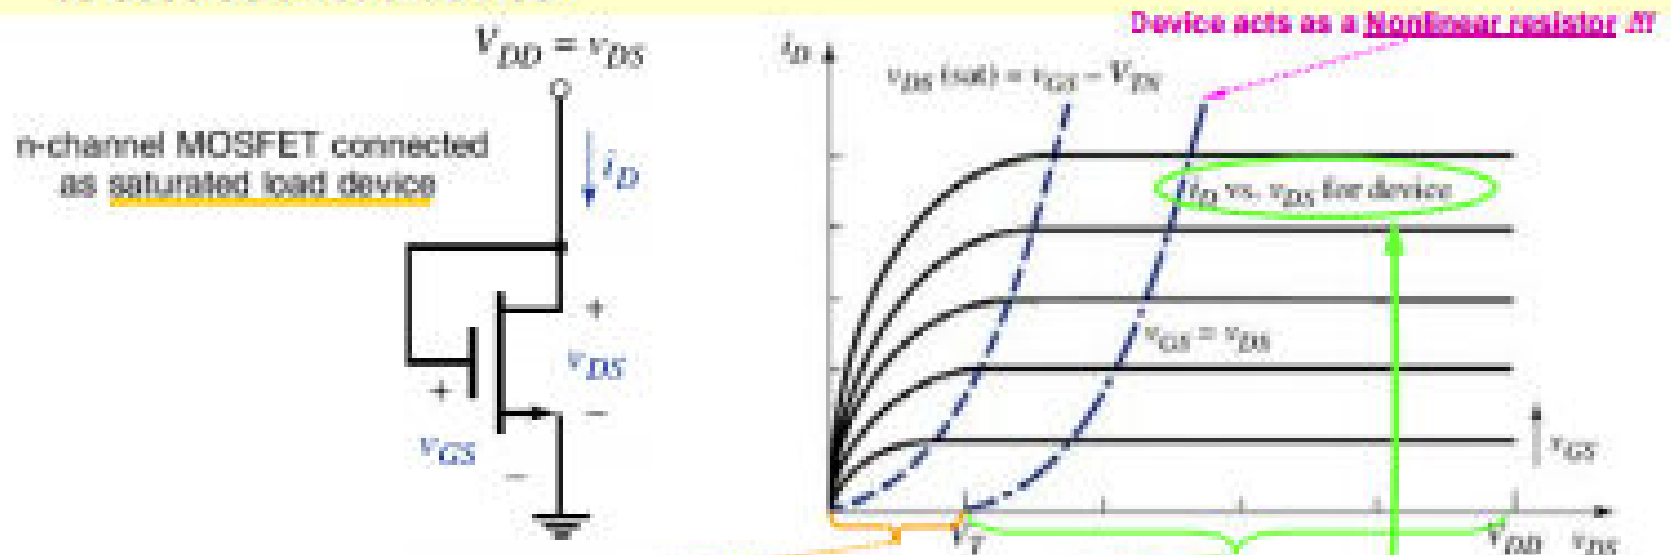 Device acts as a Nonlinear resistor !!!
V_DD = v_DS
i_D
v_DS (sat) = v_GS − V_TN
n-channel MOSFET connected
as saturated load device
i_D
i_D vs. v_DS for device
+
v_DS
v_GS = v_DS
+
−
v_GS
v_GS
−
V_T
V_DD
v_DS